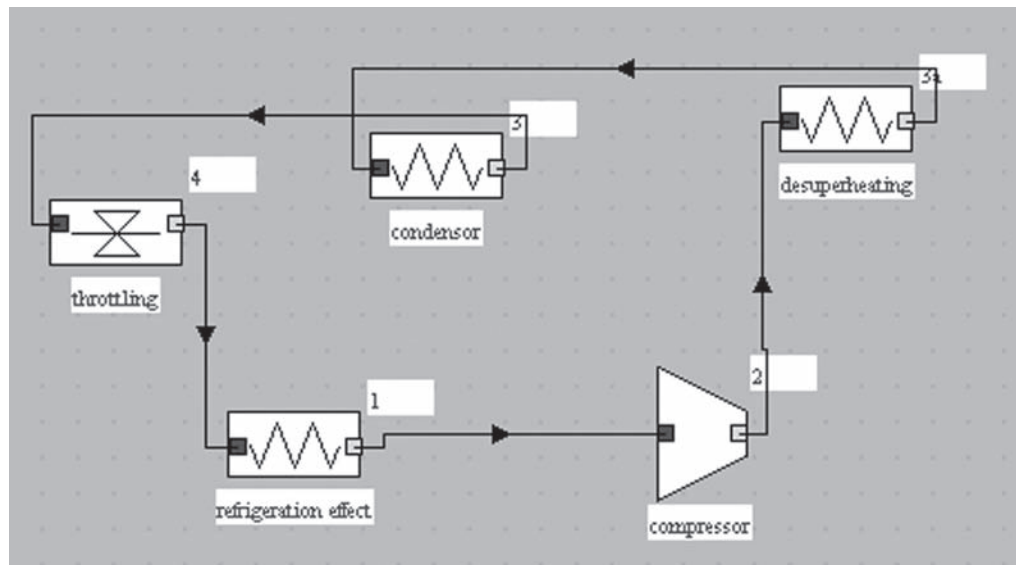 3a
desuperheating
3
condensor
4
throttling
1
refrigeration effect
2
compressor